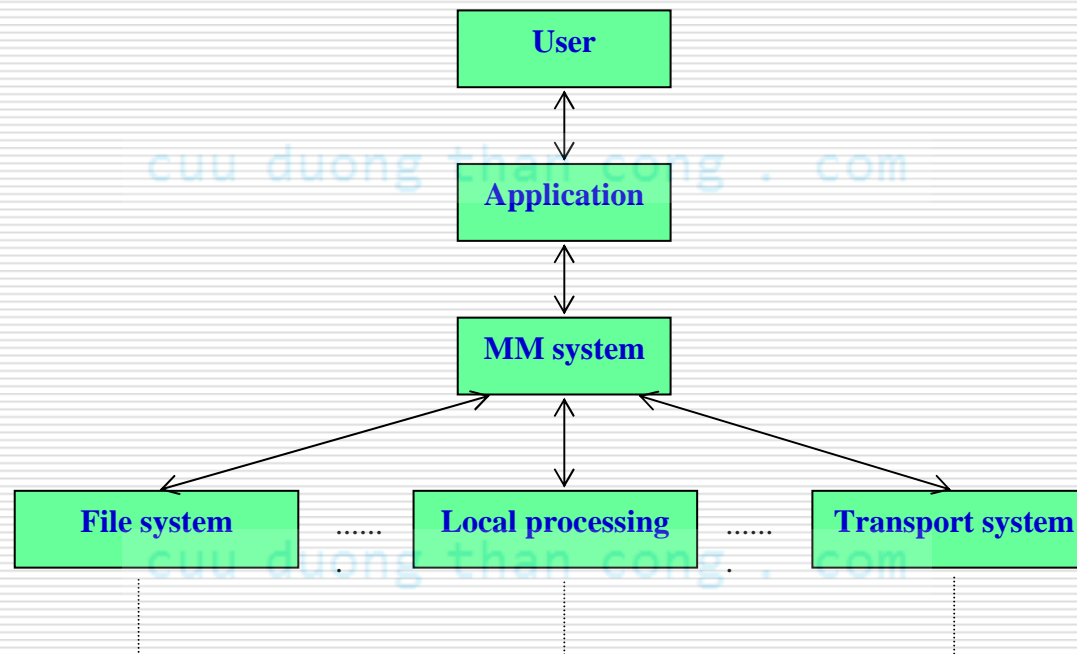 User
cuu duong than cong . com
Application
MM system
File system ...... Local processing ...... Transport system
. .
cuu duong than cong . com